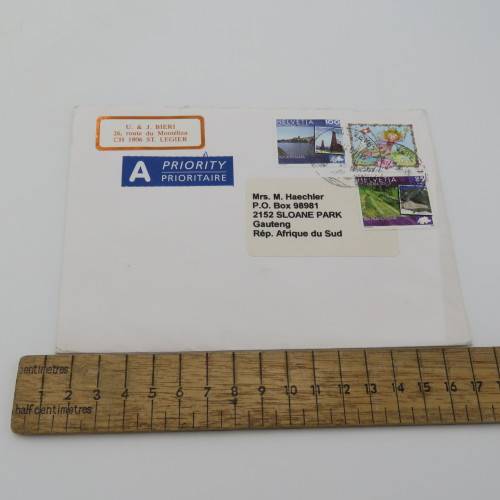 U. & J. BIERI
26, route du Montéliza
CH 1806 ST. LEGIER
A PRIORITY
PRIORITAIRE
HELVETIA 100
HELVETIA
Mrs. M. Haechler
P.O. Box 98981
2152 SLOANE PARK
Gauteng
Rép. Afrique du Sud
centimetres
2 3 4 5 6 7 8 9 10 11 12 13 14 15 16 17
half centimetres